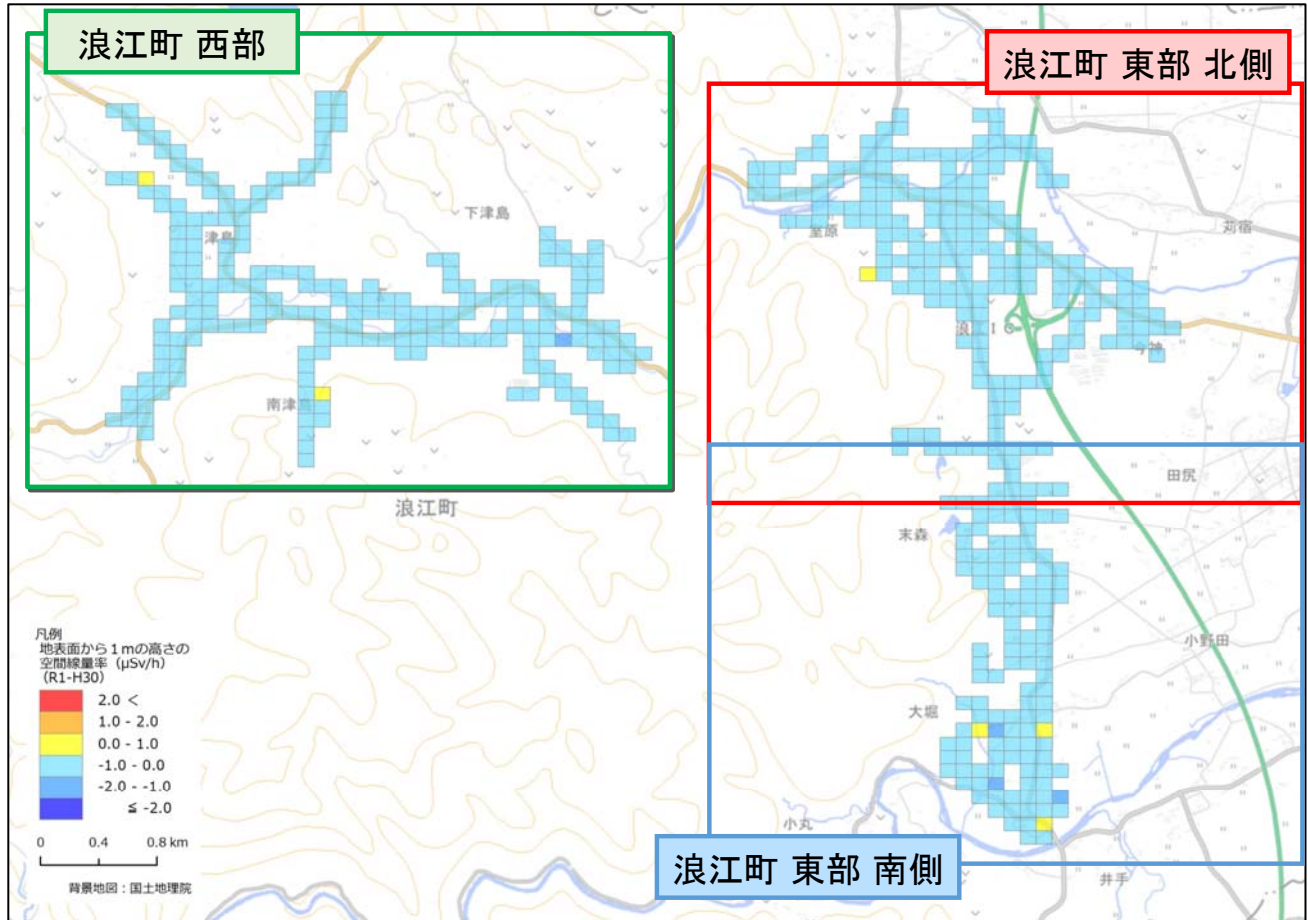 浪江町 西部
浪江町 東部 北側
下津島
津島
室原
苅宿
浪江IC
今神
南津島
浪江町
田尻
末森
小野田
大堀
小丸
井手
凡例
地表面から1mの高さの
空間線量率 (μSv/h)
(R1-H30)
2.0 <
1.0 - 2.0
0.0 - 1.0
-1.0 - 0.0
-2.0 - -1.0
≦ -2.0
0 0.4 0.8 km
背景地図:国土地理院
浪江町 東部 南側